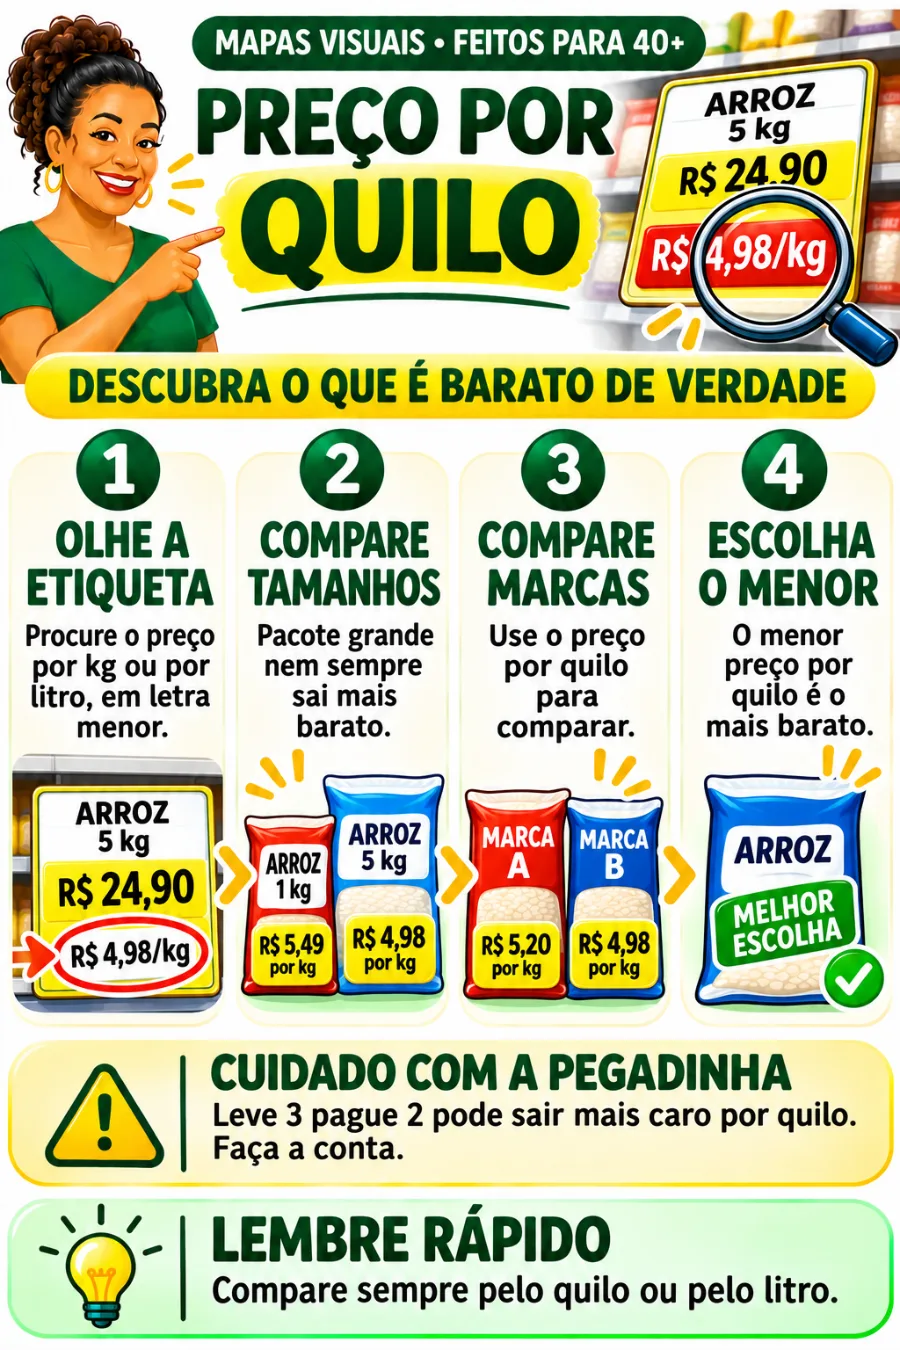 MAPAS VISUAIS • FEITOS PARA 40+
PREÇO POR
QUILO
ARROZ
5 kg
R$ 24,90
R$ 4,98/kg
DESCUBRA O QUE É BARATO DE VERDADE
1
OLHE A
ETIQUETA
Procure o preço
por kg ou por
litro, em letra
menor.
ARROZ
5 kg
R$ 24,90
R$ 4,98/kg
2
COMPARE
TAMANHOS
Pacote grande
nem sempre
sai mais
barato.
ARROZ
1 kg
R$ 5,49
por kg
ARROZ
5 kg
R$ 4,98
por kg
3
COMPARE
MARCAS
Use o preço
por quilo
para
comparar.
MARCA
A
R$ 5,20
por kg
MARCA
B
R$ 4,98
por kg
4
ESCOLHA
O MENOR
O menor
preço por
quilo é o
mais barato.
ARROZ
MELHOR
ESCOLHA
CUIDADO COM A PEGADINHA
Leve 3 pague 2 pode sair mais caro por quilo.
Faça a conta.
LEMBRE RÁPIDO
Compare sempre pelo quilo ou pelo litro.